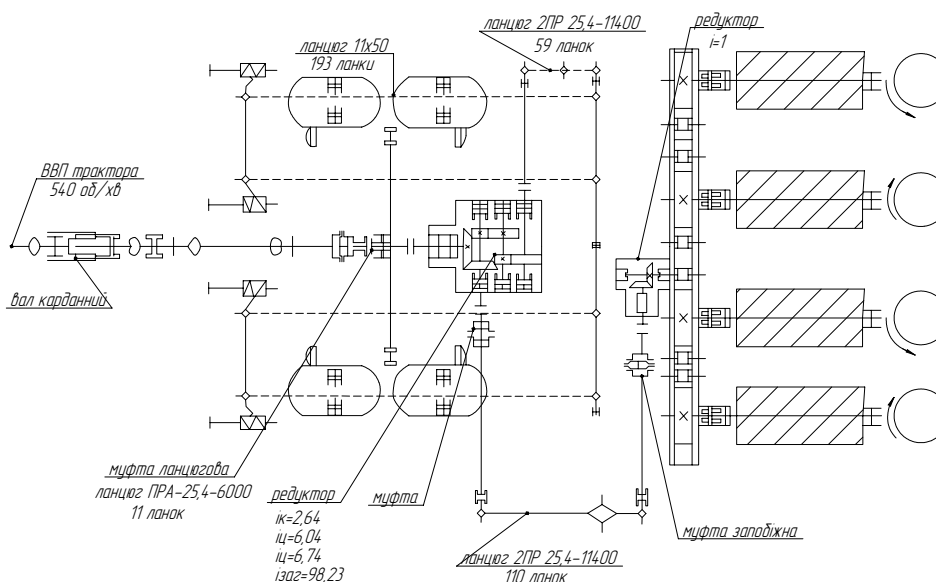 ланцюг 2ПР 25,4-11400
59 ланок
редуктор
i=1
ланцюг 11х50
193 ланки
ВВП трактора
540 об/хв
вал карданний
муфта ланцюгова
ланцюг ПРА-25,4-6000
11 ланок
редуктор
iк=2,64
iц=6,04
iц=6,74
iзаг=98,23
муфта
ланцюг 2ПР 25,4-11400
110 ланок
муфта запобіжна